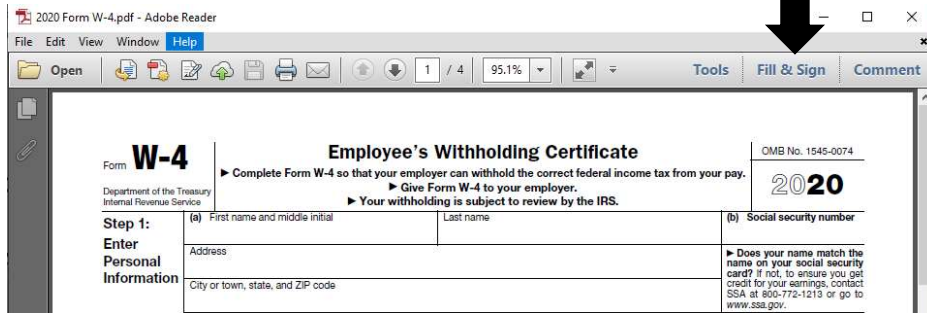 2020 Form W-4.pdf - Adobe Reader
File Edit View Window Help
Open 1 / 4 95.1% Tools Fill & Sign Comment
Form W-4
Department of the Treasury
Internal Revenue Service
Employee's Withholding Certificate
▶ Complete Form W-4 so that your employer can withhold the correct federal income tax from your pay.
▶ Give Form W-4 to your employer.
▶ Your withholding is subject to review by the IRS.
OMB No. 1545-0074
2020
Step 1:
Enter
Personal
Information
(a) First name and middle initial
Last name
(b) Social security number
Address
City or town, state, and ZIP code
▶ Does your name match the
name on your social security
card? If not, to ensure you get
credit for your earnings, contact
SSA at 800-772-1213 or go to
www.ssa.gov.